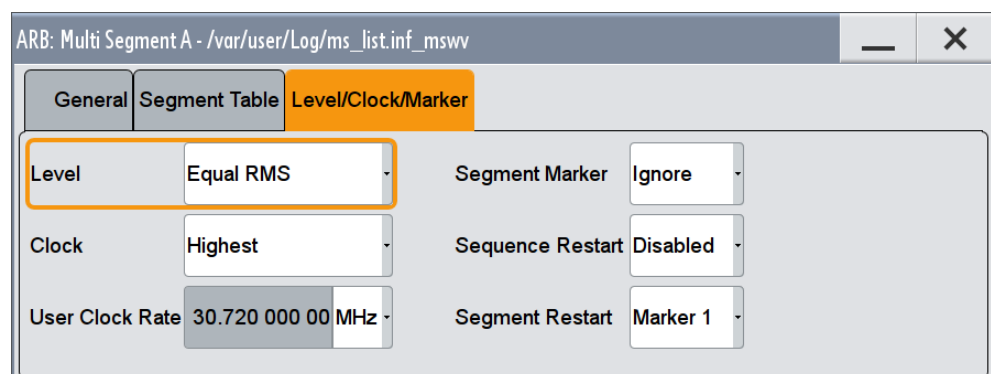 ARB: Multi Segment A - /var/user/Log/ms_list.inf_mswv
General Segment Table Level/Clock/Marker
Level Equal RMS Segment Marker Ignore
Clock Highest Sequence Restart Disabled
User Clock Rate 30.720 000 00 MHz Segment Restart Marker 1